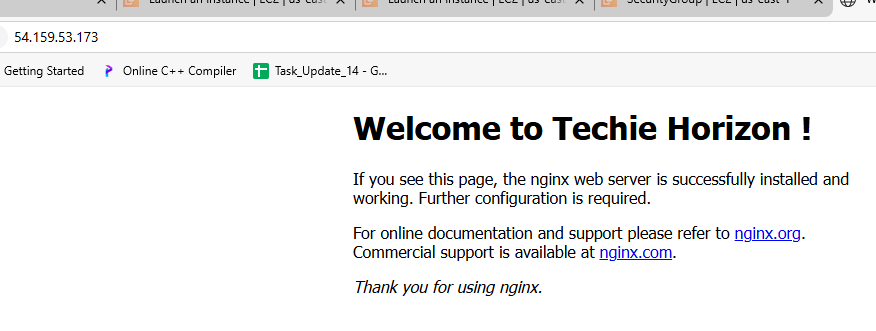 Launch an instance | EC2 | us-east
Launch an instance | EC2 | us-east
SecurityGroup | EC2 | us-east-1
54.159.53.173
Getting Started Online C++ Compiler Task_Update_14 - G...
Welcome to Techie Horizon !
If you see this page, the nginx web server is successfully installed and
working. Further configuration is required.
For online documentation and support please refer to nginx.org.
Commercial support is available at nginx.com.
Thank you for using nginx.